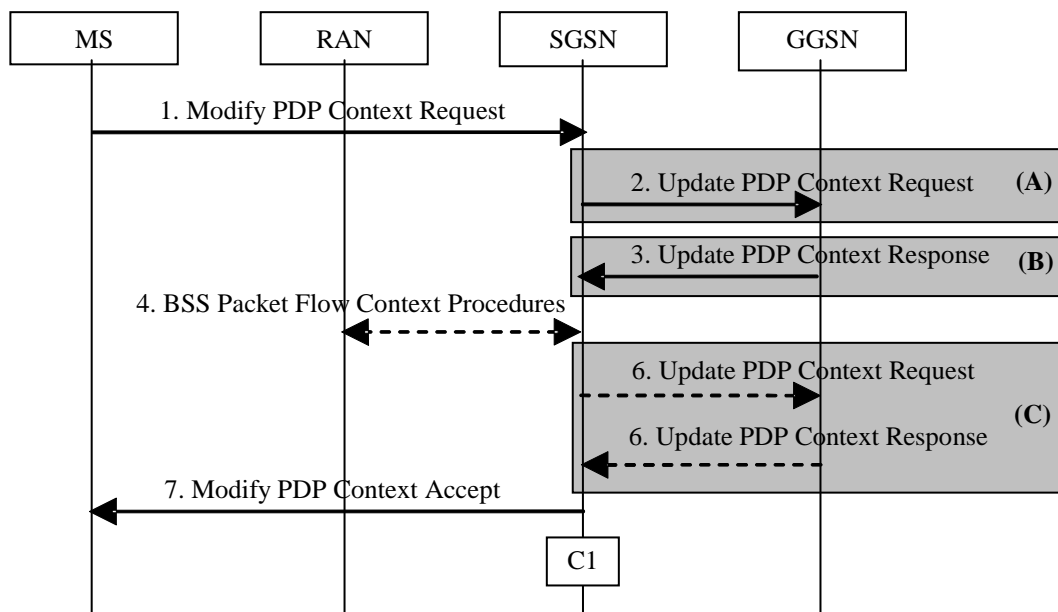 MS
RAN
SGSN
GGSN
1. Modify PDP Context Request
2. Update PDP Context Request
(A)
3. Update PDP Context Response
(B)
4. BSS Packet Flow Context Procedures
6. Update PDP Context Request
(C)
6. Update PDP Context Response
7. Modify PDP Context Accept
C1